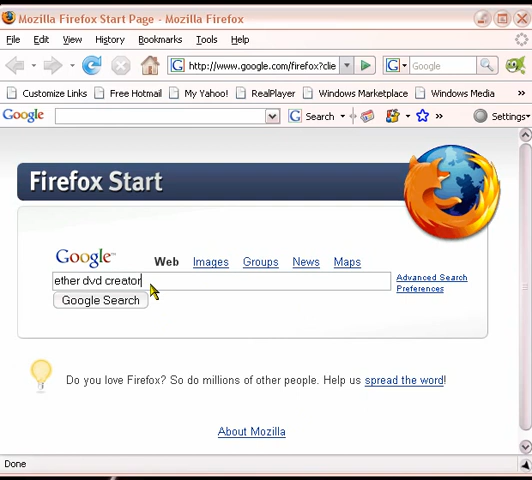 Mozilla Firefox Start Page - Mozilla Firefox
File Edit View History Bookmarks Tools Help
http://www.google.com/firefox?clie G Google
Customize Links Free Hotmail My Yahoo! RealPlayer Windows Marketplace Windows Media »
Google G Search » Settings
Firefox Start
Google™ Web Images Groups News Maps
ether dvd creator Advanced Search
Google Search Preferences
Do you love Firefox? So do millions of other people. Help us spread the word!
About Mozilla
Done